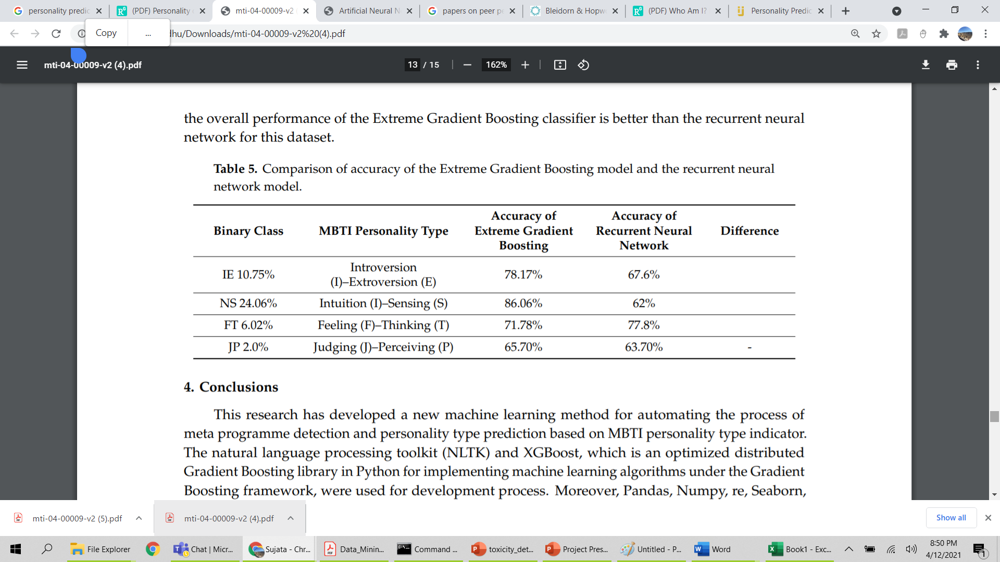 personality predic
(PDF) Personality
mti-04-00009-v2
Artificial Neural N
papers on peer pe
Bleidorn & Hopw
(PDF) Who Am I?
Personality Predic
Copy
...
hu/Downloads/mti-04-00009-v2%20(4).pdf
mti-04-00009-v2 (4).pdf
13 / 15
162%
the overall performance of the Extreme Gradient Boosting classifier is better than the recurrent neural
network for this dataset.
Table 5. Comparison of accuracy of the Extreme Gradient Boosting model and the recurrent neural
network model.
Binary Class MBTI Personality Type Accuracy of Extreme Gradient Boosting Accuracy of Recurrent Neural Network Difference
IE 10.75% Introversion (I)–Extroversion (E) 78.17% 67.6%
NS 24.06% Intuition (I)–Sensing (S) 86.06% 62%
FT 6.02% Feeling (F)–Thinking (T) 71.78% 77.8%
JP 2.0% Judging (J)–Perceiving (P) 65.70% 63.70% -
4. Conclusions
This research has developed a new machine learning method for automating the process of
meta programme detection and personality type prediction based on MBTI personality type indicator.
The natural language processing toolkit (NLTK) and XGBoost, which is an optimized distributed
Gradient Boosting library in Python for implementing machine learning algorithms under the Gradient
Boosting framework, were used for development process. Moreover, Pandas, Numpy, re, Seaborn,
mti-04-00009-v2 (5).pdf
mti-04-00009-v2 (4).pdf
Show all
File Explorer
Chat | Micr...
Sujata - Chr...
Data_Minin...
Command ...
toxicity_det...
Project Pres...
Untitled - P...
Word
Book1 - Exc...
8:50 PM
4/12/2021
1